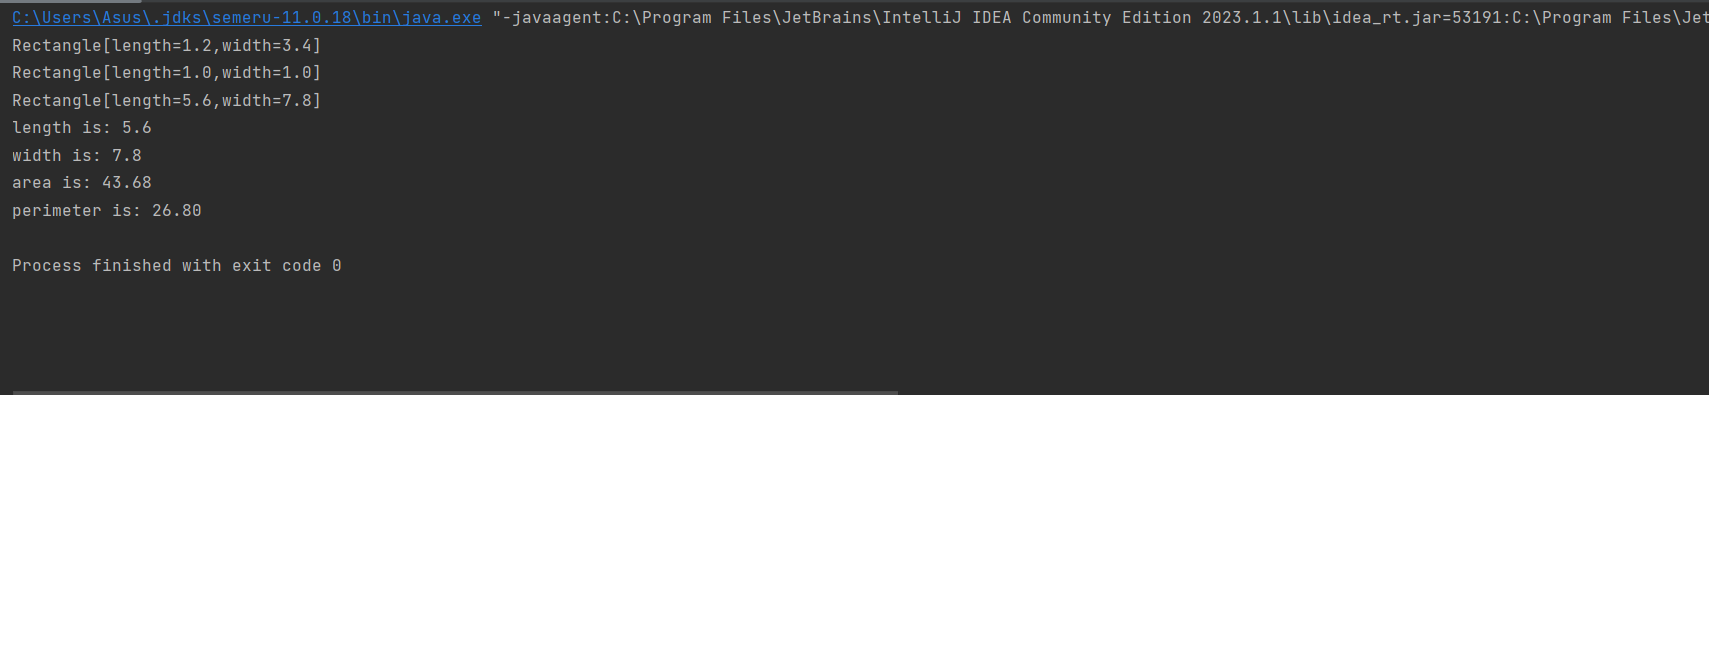 C:\Users\Asus\.jdks\semeru-11.0.18\bin\java.exe "-javaagent:C:\Program Files\JetBrains\IntelliJ IDEA Community Edition 2023.1.1\lib\idea_rt.jar=53191:C:\Program Files\Jet
Rectangle[length=1.2,width=3.4]
Rectangle[length=1.0,width=1.0]
Rectangle[length=5.6,width=7.8]
length is: 5.6
width is: 7.8
area is: 43.68
perimeter is: 26.80
Process finished with exit code 0